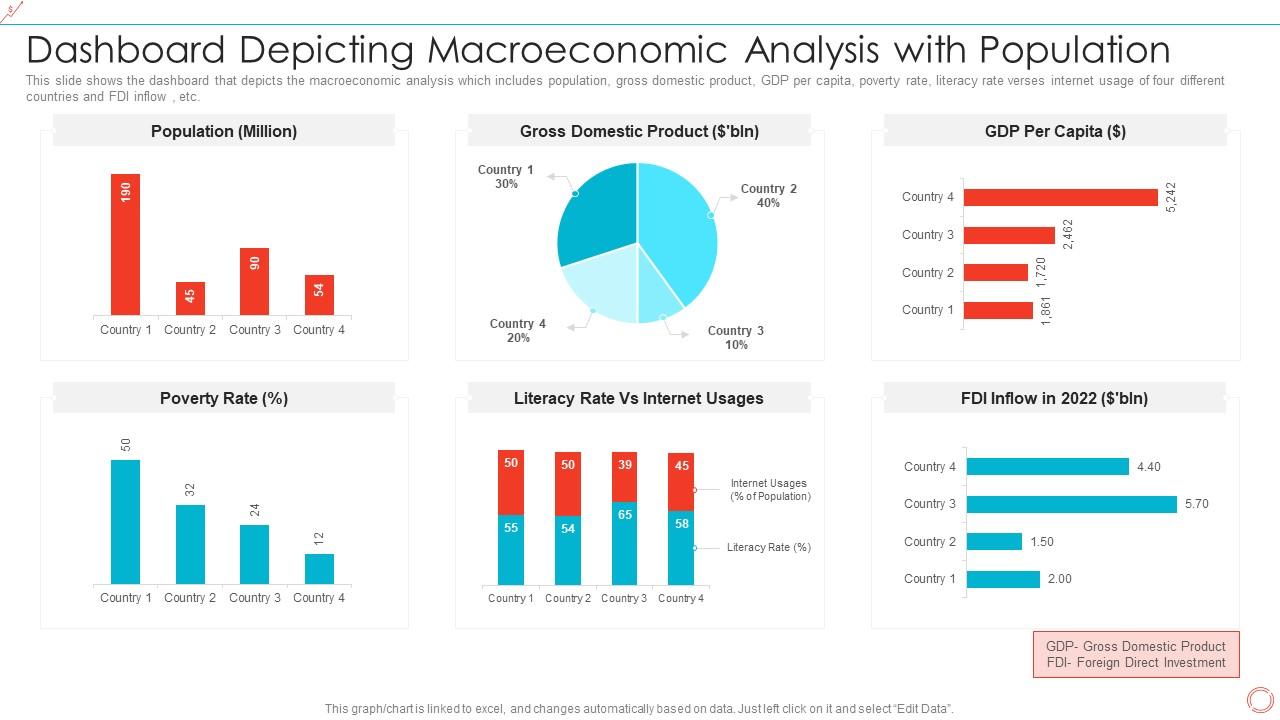 $
Dashboard Depicting Macroeconomic Analysis with Population
This slide shows the dashboard that depicts the macroeconomic analysis which includes population, gross domestic product, GDP per capita, poverty rate, literacy rate verses internet usage of four different
countries and FDI inflow , etc.
Population (Million)
190
45
90
54
Country 1
Country 2
Country 3
Country 4
Gross Domestic Product ($'bln)
Country 1
30%
Country 2
40%
Country 4
20%
Country 3
10%
GDP Per Capita ($)
Country 4
5,242
Country 3
2,462
Country 2
1,720
Country 1
1,861
Poverty Rate (%)
50
32
24
12
Country 1
Country 2
Country 3
Country 4
Literacy Rate Vs Internet Usages
50
50
39
45
55
54
65
58
Internet Usages
(% of Population)
Literacy Rate (%)
Country 1
Country 2
Country 3
Country 4
FDI Inflow in 2022 ($'bln)
Country 4
4.40
Country 3
5.70
Country 2
1.50
Country 1
2.00
GDP- Gross Domestic Product
FDI- Foreign Direct Investment
This graph/chart is linked to excel, and changes automatically based on data. Just left click on it and select “Edit Data”.